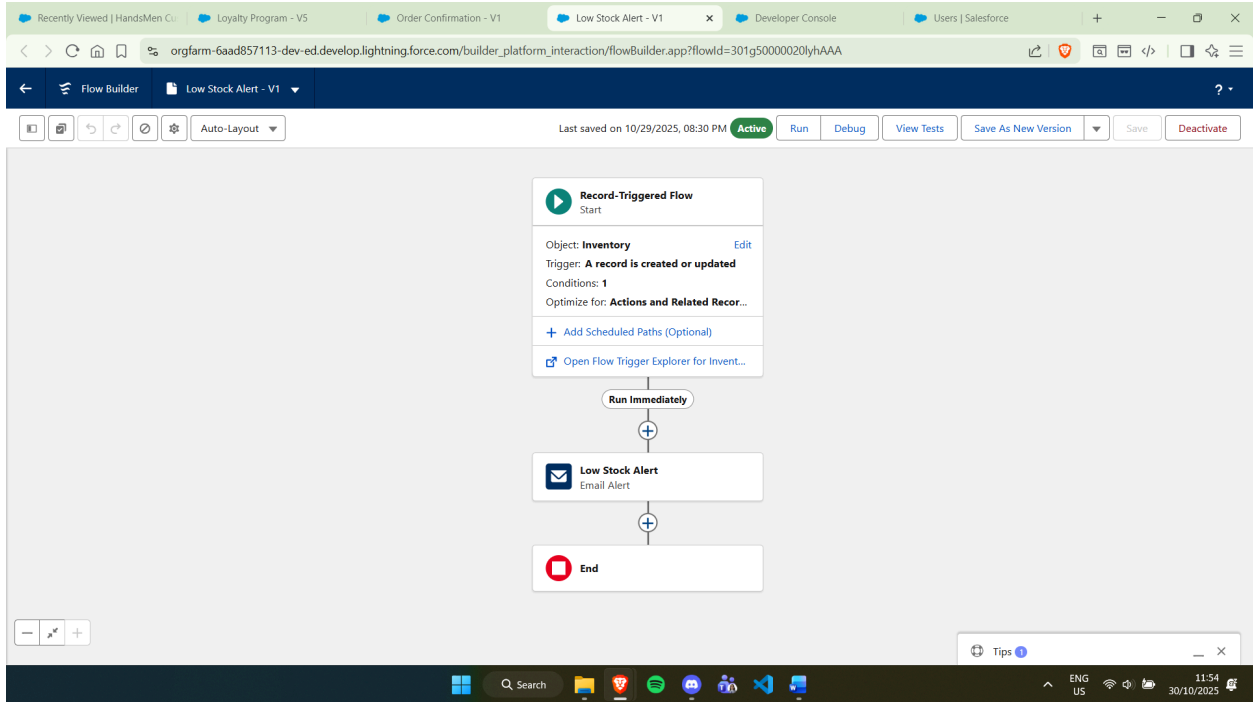 Recently Viewed | HandsMen Cu
Loyalty Program - V5
Order Confirmation - V1
Low Stock Alert - V1
Developer Console
Users | Salesforce
orgfarm-6aad857113-dev-ed.develop.lightning.force.com/builder_platform_interaction/flowBuilder.app?flowId=301g50000020lyhAAA
Flow Builder
Low Stock Alert - V1
?
Auto-Layout
Last saved on 10/29/2025, 08:30 PM
Active
Run
Debug
View Tests
Save As New Version
Save
Deactivate
Record-Triggered Flow
Start
Object: Inventory
Edit
Trigger: A record is created or updated
Conditions: 1
Optimize for: Actions and Related Recor...
Add Scheduled Paths (Optional)
Open Flow Trigger Explorer for Invent...
Run Immediately
Low Stock Alert
Email Alert
End
Tips 1
Search
ENG
US
11:54
30/10/2025